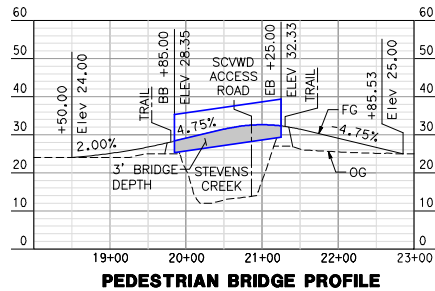 60
50
40
30
20
10
0
+50.00
Elev 24.00
TRAIL
BB +85.00
ELEV 28.35
SCVWD
ACCESS
ROAD
EB +25.00
ELEV 32.33
TRAIL
+85.53
Elev 25.00
60
50
40
30
20
10
0
2.00%
4.75%
FG
-4.75%
3' BRIDGE
DEPTH
STEVENS
CREEK
OG
19+00
20+00
21+00
22+00
23+00
PEDESTRIAN BRIDGE PROFILE